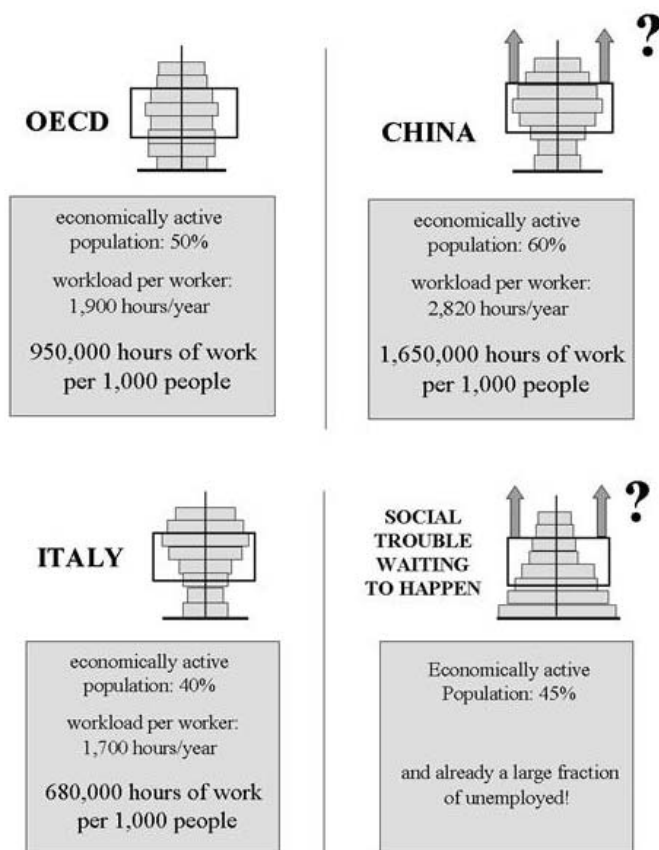 OECD
economically active
population: 50%
workload per worker:
1,900 hours/year
950,000 hours of work
per 1,000 people
?
CHINA
economically active
population: 60%
workload per worker:
2,820 hours/year
1,650,000 hours of work
per 1,000 people
ITALY
economically active
population: 40%
workload per worker:
1,700 hours/year
680,000 hours of work
per 1,000 people
?
SOCIAL
TROUBLE
WAITING
TO HAPPEN
Economically active
Population: 45%
and already a large fraction
of unemployed!